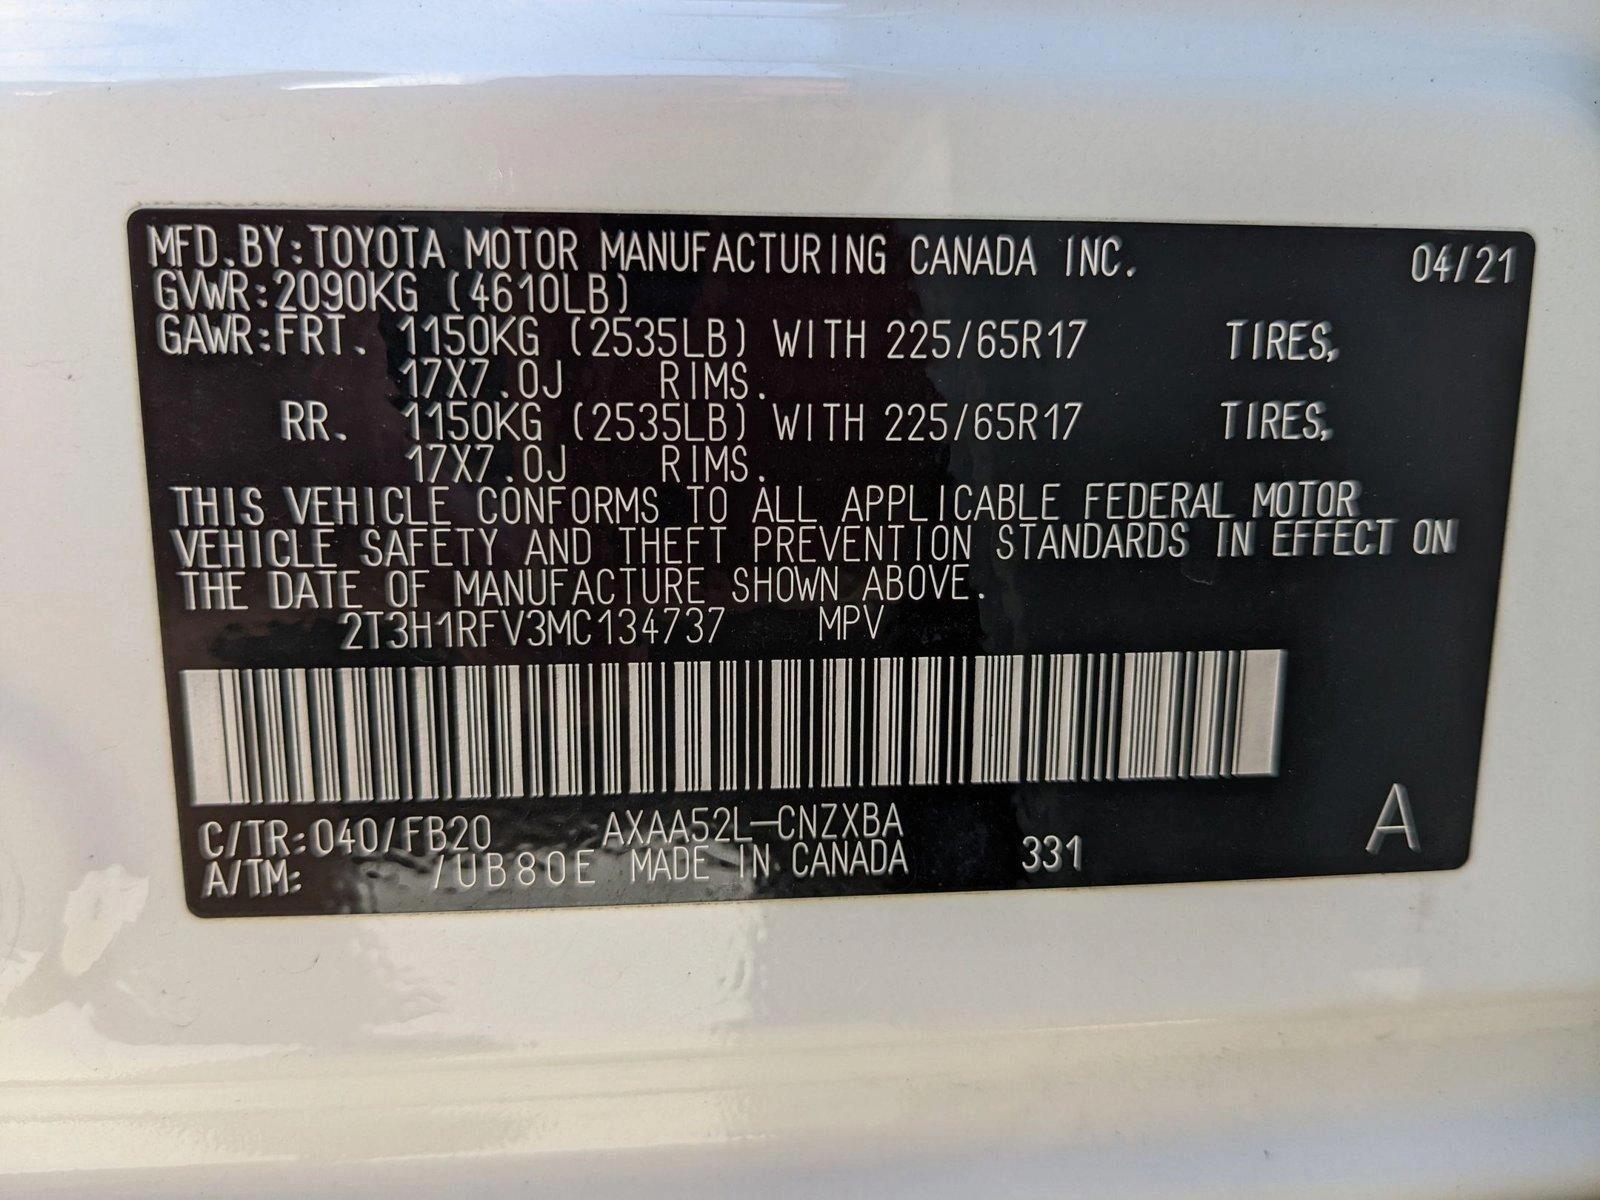 MFD.BY:TOYOTA MOTOR MANUFACTURING CANADA INC. 04/21
GVWR:2090KG (4610LB)
GAWR:FRT. 1150KG (2535LB) WITH 225/65R17 TIRES,
17X7.0J RIMS.
RR. 1150KG (2535LB) WITH 225/65R17 TIRES,
17X7.0J RIMS.
THIS VEHICLE CONFORMS TO ALL APPLICABLE FEDERAL MOTOR
VEHICLE SAFETY AND THEFT PREVENTION STANDARDS IN EFFECT ON
THE DATE OF MANUFACTURE SHOWN ABOVE.
2T3H1RFV3MC134737 MPV
C/TR:040/FB20 AXAA52L-CNZXBA
A/TM: /UB80E MADE IN CANADA 331 A